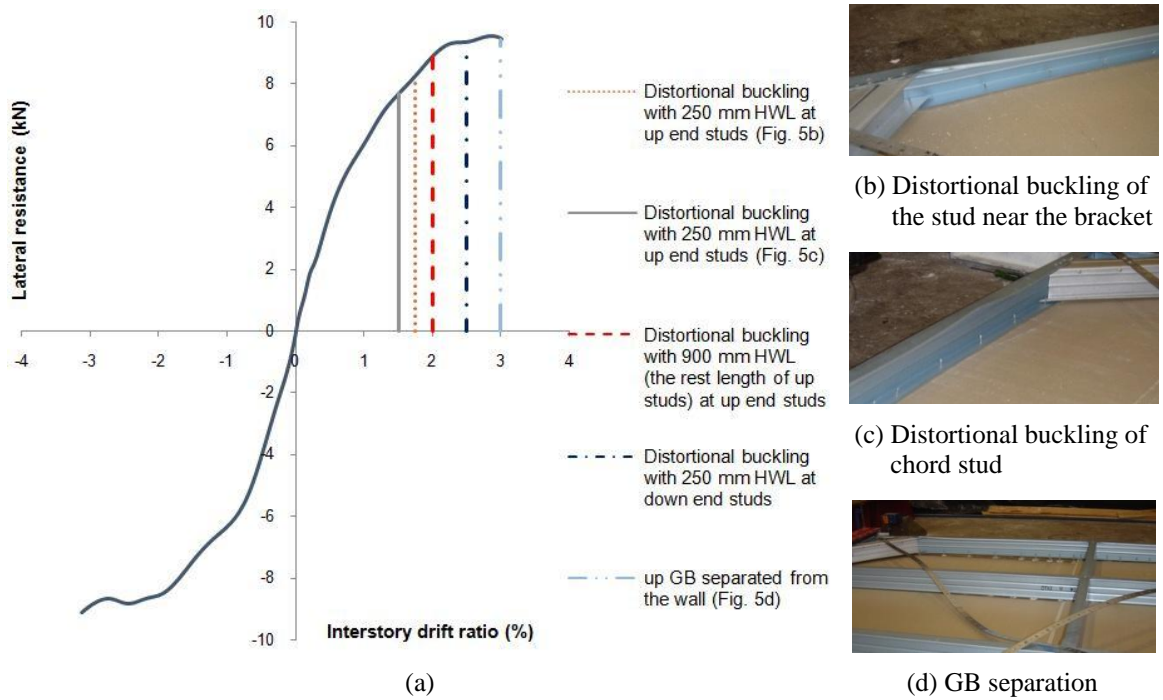 Lateral resistance (kN)
10
8
6
4
2
0
-2
-4
-6
-8
-10
-4
-3
-2
-1
0
1
2
3
4
Interstory drift ratio (%)
Distortional buckling
with 250 mm HWL at
up end studs (Fig. 5b)
Distortional buckling
with 250 mm HWL at
up end studs (Fig. 5c)
Distortional buckling
with 900 mm HWL
(the rest length of up
studs) at up end studs
Distortional buckling
with 250 mm HWL at
down end studs
up GB separated from
the wall (Fig. 5d)
(a)
(b) Distortional buckling of
the stud near the bracket
(c) Distortional buckling of
chord stud
(d) GB separation